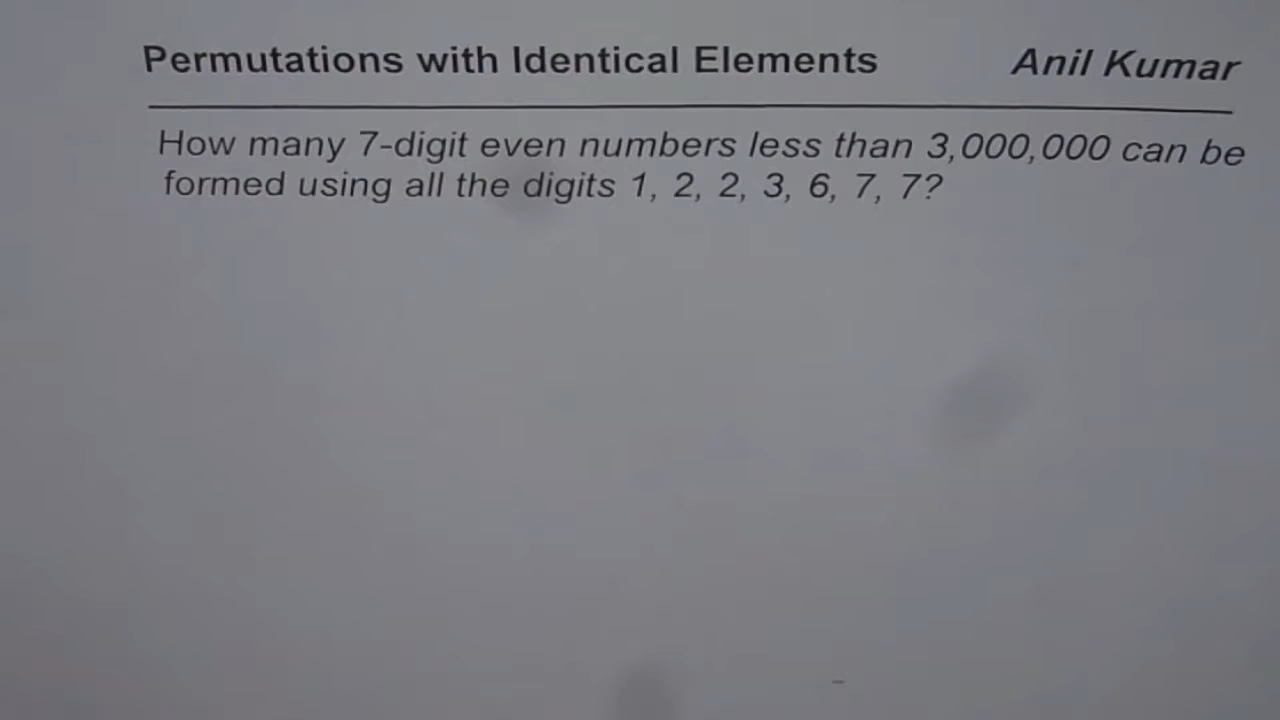 Permutations with Identical Elements Anil Kumar
How many 7-digit even numbers less than 3,000,000 can be
formed using all the digits 1, 2, 2, 3, 6, 7, 7?